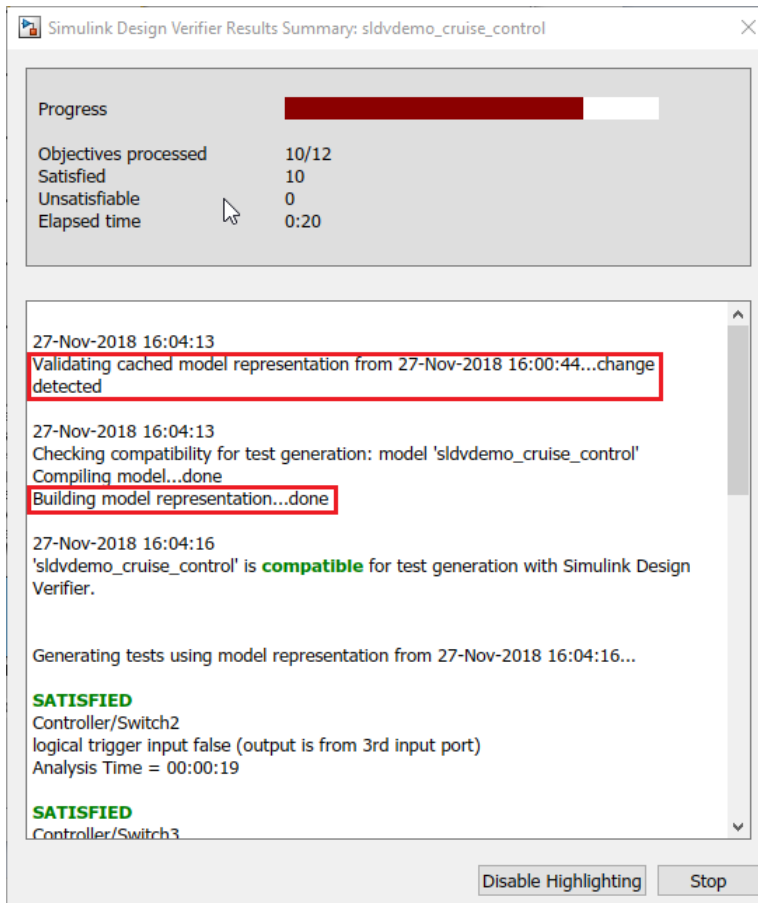 Simulink Design Verifier Results Summary: sldvdemo_cruise_control
Progress
Objectives processed 10/12
Satisfied 10
Unsatisfiable 0
Elapsed time 0:20
27-Nov-2018 16:04:13
Validating cached model representation from 27-Nov-2018 16:00:44...change
detected
27-Nov-2018 16:04:13
Checking compatibility for test generation: model 'sldvdemo_cruise_control'
Compiling model...done
Building model representation...done
27-Nov-2018 16:04:16
'sldvdemo_cruise_control' is compatible for test generation with Simulink Design
Verifier.
Generating tests using model representation from 27-Nov-2018 16:04:16...
SATISFIED
Controller/Switch2
logical trigger input false (output is from 3rd input port)
Analysis Time = 00:00:19
SATISFIED
Controller/Switch3
Disable Highlighting Stop